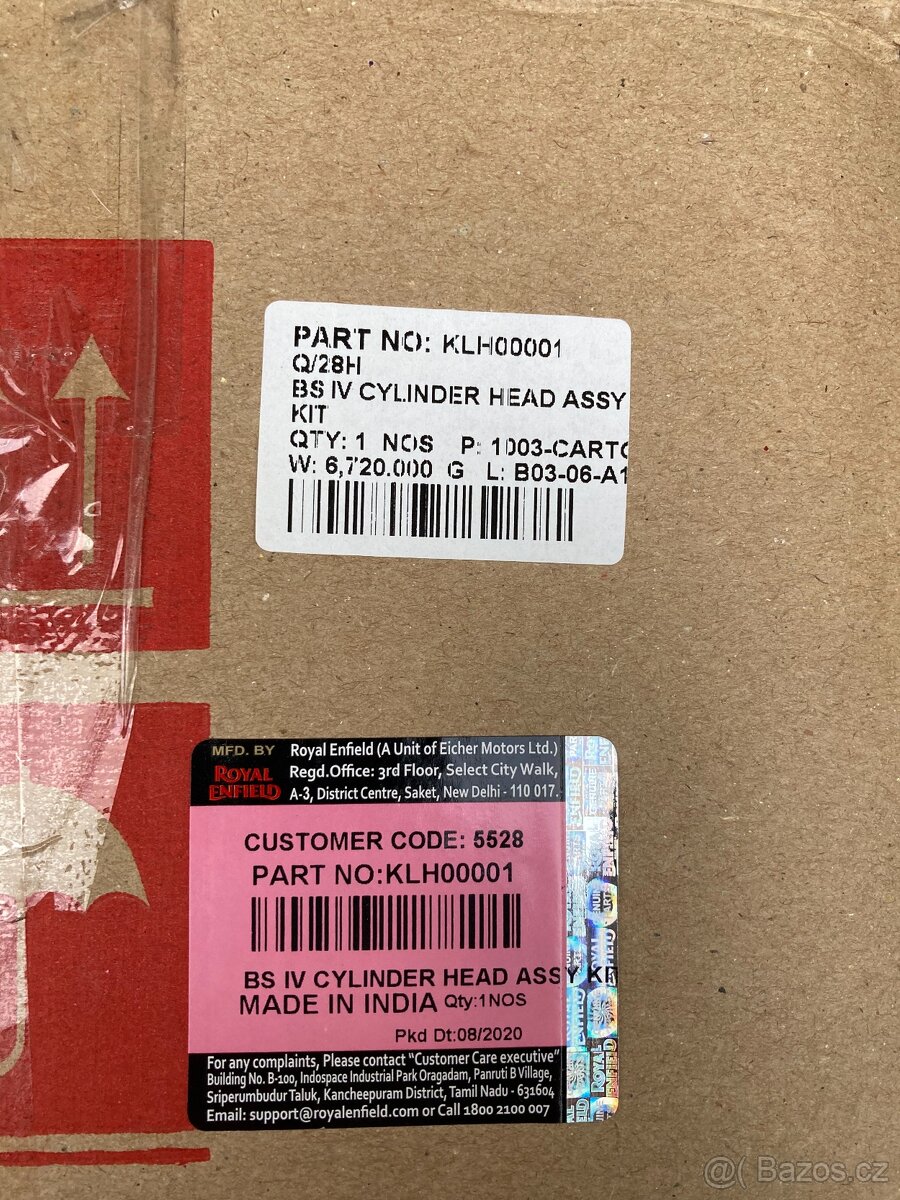 PART NO: KLH00001
Q/28H
BS IV CYLINDER HEAD ASSY
KIT
QTY: 1 NOS P: 1003-CARTO
W: 6,720.000 G L: B03-06-A1
MFD. BY
ROYAL
ENFIELD
Royal Enfield (A Unit of Eicher Motors Ltd.)
Regd.Office: 3rd Floor, Select City Walk,
A-3, District Centre, Saket, New Delhi - 110 017.
CUSTOMER CODE: 5528
PART NO:KLH00001
BS IV CYLINDER HEAD ASSY KIT
MADE IN INDIA Qty:1NOS
Pkd Dt:08/2020
For any complaints, Please contact "Customer Care executive"
Building No. B-100, Indospace Industrial Park Oragadam, Panruti B Village,
Sriperumbudur Taluk, Kancheepuram District, Tamil Nadu - 631604
Email: support@royalenfield.com or Call 1800 2100 007
ROYAL
ENFIELD
@( Bazos.cz